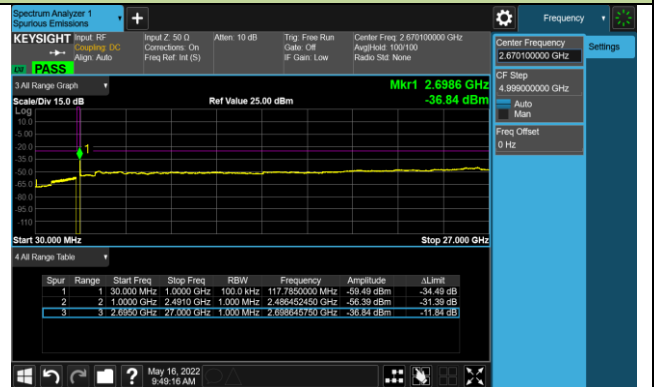 Spectrum Analyzer 1
Spurious Emissions
+
Frequency
KEYSIGHT Input: RF Input Z: 50 Ω Atten: 10 dB Trig: Free Run Center Freq: 2.670100000 GHz
Coupling: DC Corrections: On Gate: Off Avg|Hold: 100/100
Align: Auto Freq Ref: Int (S) IF Gain: Low Radio Std: None
PASS
Center Frequency
2.670100000 GHz
Settings
CF Step
4.999000000 GHz
Auto
Man
Freq Offset
0 Hz
3 All Range Graph
Mkr1 2.6986 GHz
Scale/Div 15.0 dB Ref Value 25.00 dBm -36.84 dBm
Log
10.0
-5.00
-20.0
1
-35.0
-50.0
-65.0
-80.0
-95.0
-110
Start 30.000 MHz Stop 27.000 GHz
4 All Range Table
Spur Range Start Freq Stop Freq RBW Frequency Amplitude ΔLimit
1 1 30.000 MHz 1.0000 GHz 100.0 kHz 117.7850000 MHz -59.49 dBm -34.49 dB
2 2 1.0000 GHz 2.4910 GHz 1.000 MHz 2.486452450 GHz -56.39 dBm -31.39 dB
3 3 2.6950 GHz 27.000 GHz 1.000 MHz 2.698645750 GHz -36.84 dBm -11.84 dB
?
May 16, 2022
9:49:16 AM